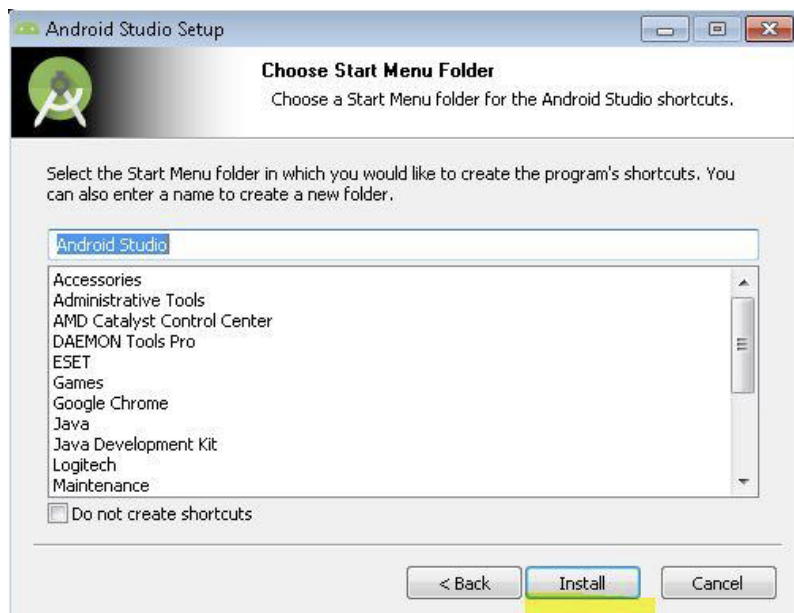 Android Studio Setup
Choose Start Menu Folder
Choose a Start Menu folder for the Android Studio shortcuts.
Select the Start Menu folder in which you would like to create the program's shortcuts. You
can also enter a name to create a new folder.
Android Studio
Accessories
Administrative Tools
AMD Catalyst Control Center
DAEMON Tools Pro
ESET
Games
Google Chrome
Java
Java Development Kit
Logitech
Maintenance
Do not create shortcuts
< Back Install Cancel